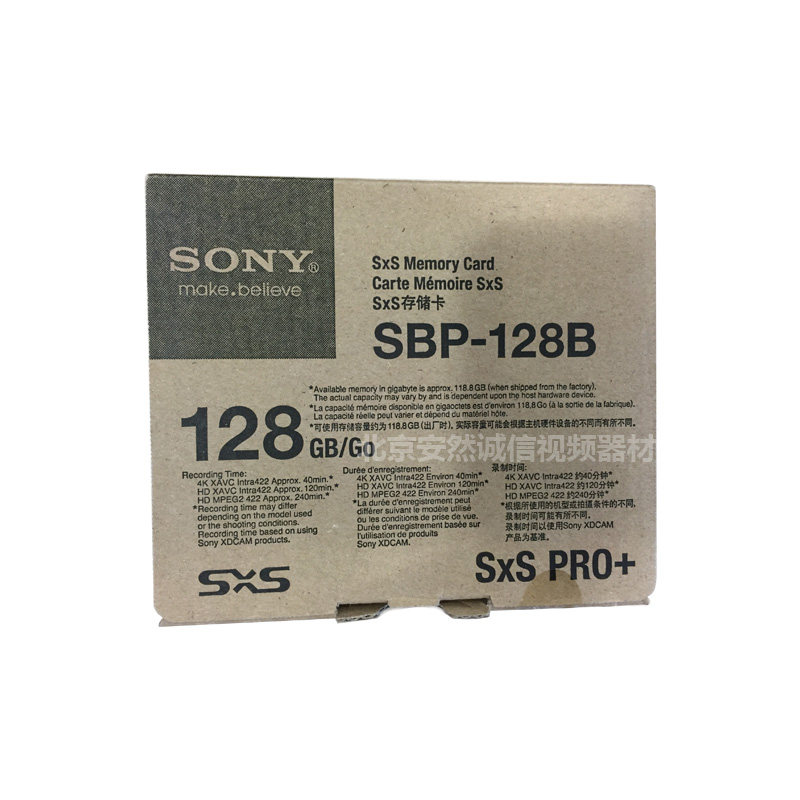 SONY®
make.believe
SxS Memory Card
Carte Mémoire SxS
SxS存储卡
SBP-128B
*Available memory in gigabyte is approx. 118.8GB (when shipped from the factory).
The actual capacity may vary by and is dependent upon the host hardware device.
*La capacité mémoire disponible en gigaoctets est d'environ 118,8 Go (à la sortie de la fabrique).
La capacité réelle peut varier et dépend du matériel hôte.
*可使用存储容量约为118.8GB(出厂时)。实际容量可能会根据主机硬件设备的不同而有所不同。
128 GB/Go
北京安然诚信视频器材
Recording Time:
4K XAVC Intra422 Approx. 40min.*
HD XAVC Intra422 Approx. 120min.*
HD MPEG2 422 Approx. 240min.*
*Recording time may differ
depending on the model used
or the shooting conditions.
Recording time based on using
Sony XDCAM products.
Durée d'enregistrement:
4K XAVC Intra422 Environ 40min*
HD XAVC Intra422 Environ 120min*
HD MPEG2 422 Environ 240min*
*La durée d'enregistrement peut
différer suivant le modèle utilisé
ou les conditions de prise de vue.
Durée d'enregistrement basée sur
l'utilisation de produits
Sony XDCAM.
录制时间:
4K XAVC Intra422 约40分钟*
HD XAVC Intra422 约120分钟*
HD MPEG2 422 约240分钟*
*根据所使用的机型或拍摄条件的不同,
录制时间可能有所不同。
录制时间以使用Sony XDCAM
产品为基准。
SXS
SxS PRO+